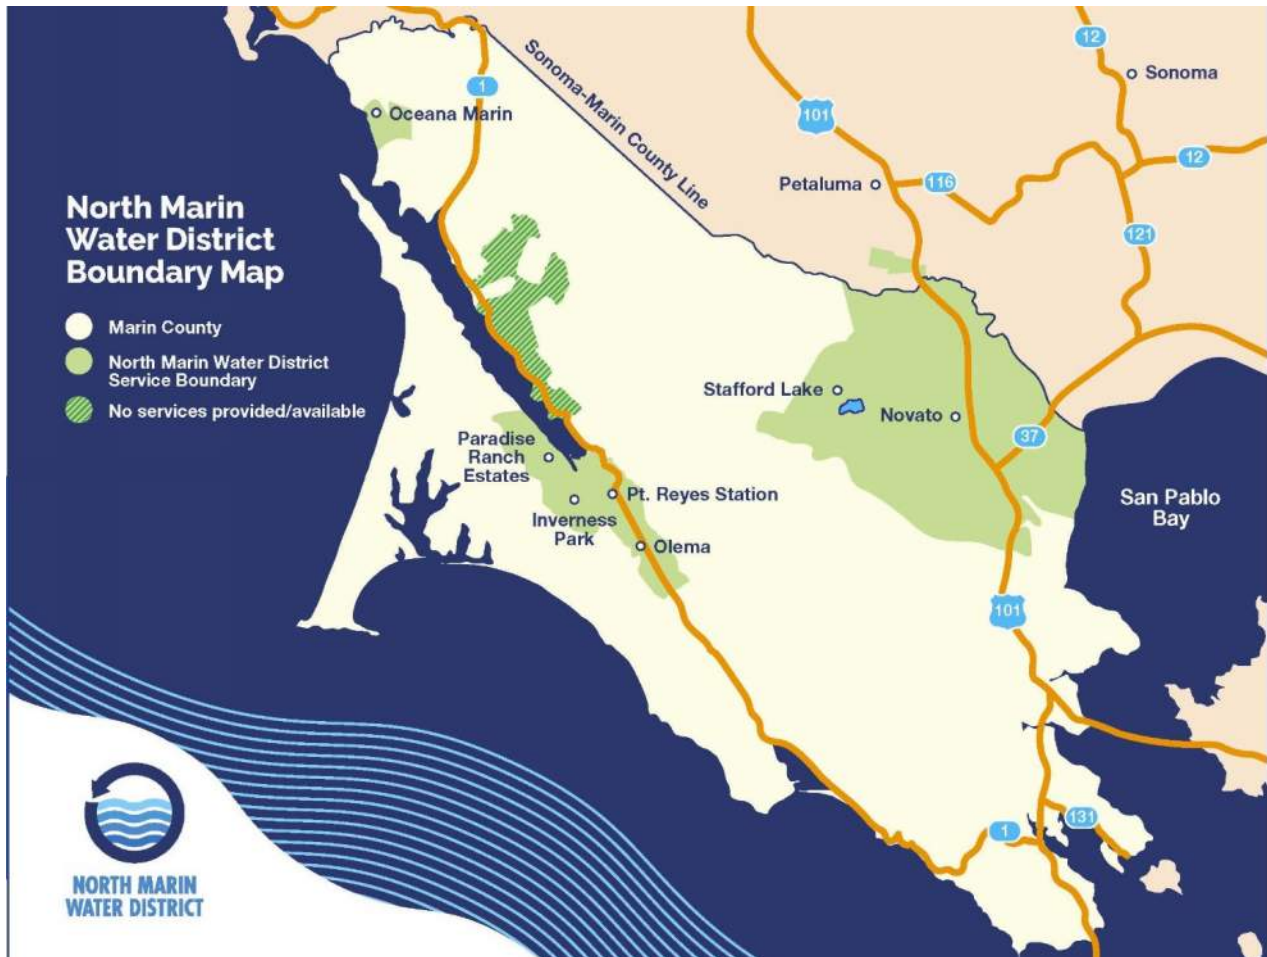 North Marin
Water District
Boundary Map
Marin County
North Marin Water District
Service Boundary
No services provided/available
NORTH MARIN
WATER DISTRICT
1
Oceana Marin
Sonoma-Marin County Line
101
12
Sonoma
12
Petaluma
116
121
Stafford Lake
Novato
37
San Pablo
Bay
Paradise
Ranch
Estates
Pt. Reyes Station
Inverness
Park
Olema
101
1
131